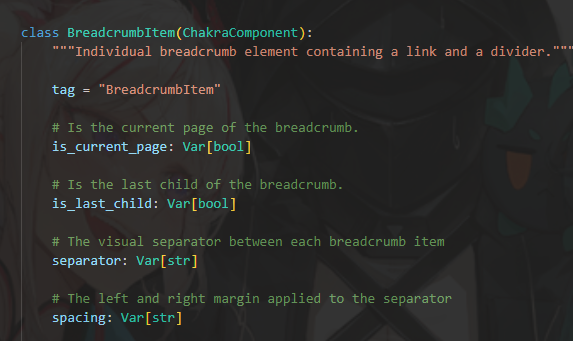 class BreadcrumbItem(ChakraComponent):
"""Individual breadcrumb element containing a link and a divider."""
tag = "BreadcrumbItem"
# Is the current page of the breadcrumb.
is_current_page: Var[bool]
# Is the last child of the breadcrumb.
is_last_child: Var[bool]
# The visual separator between each breadcrumb item
separator: Var[str]
# The left and right margin applied to the separator
spacing: Var[str]